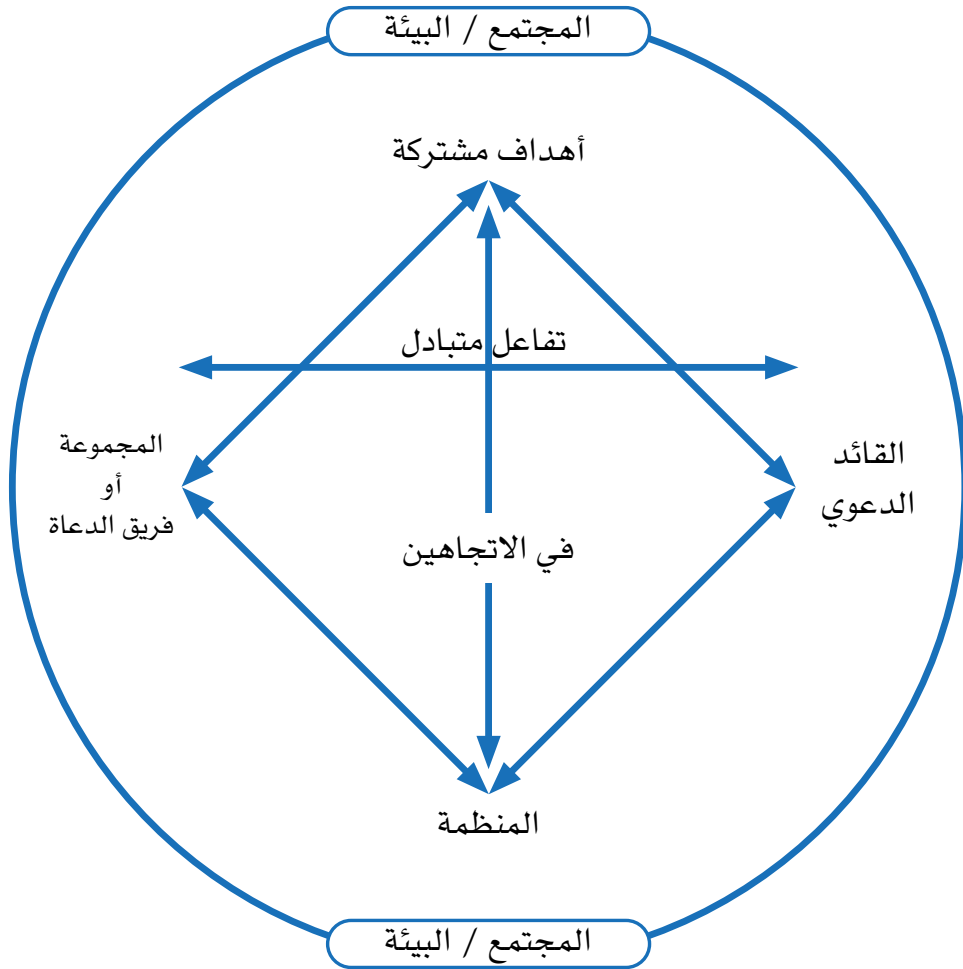 المجتمع / البيئة
أهداف مشتركة
تفاعل متبادل
القائد
الدعوي
المجموعة
أو
فريق الدعاة
في الاتجاهين
المنظمة
المجتمع / البيئة